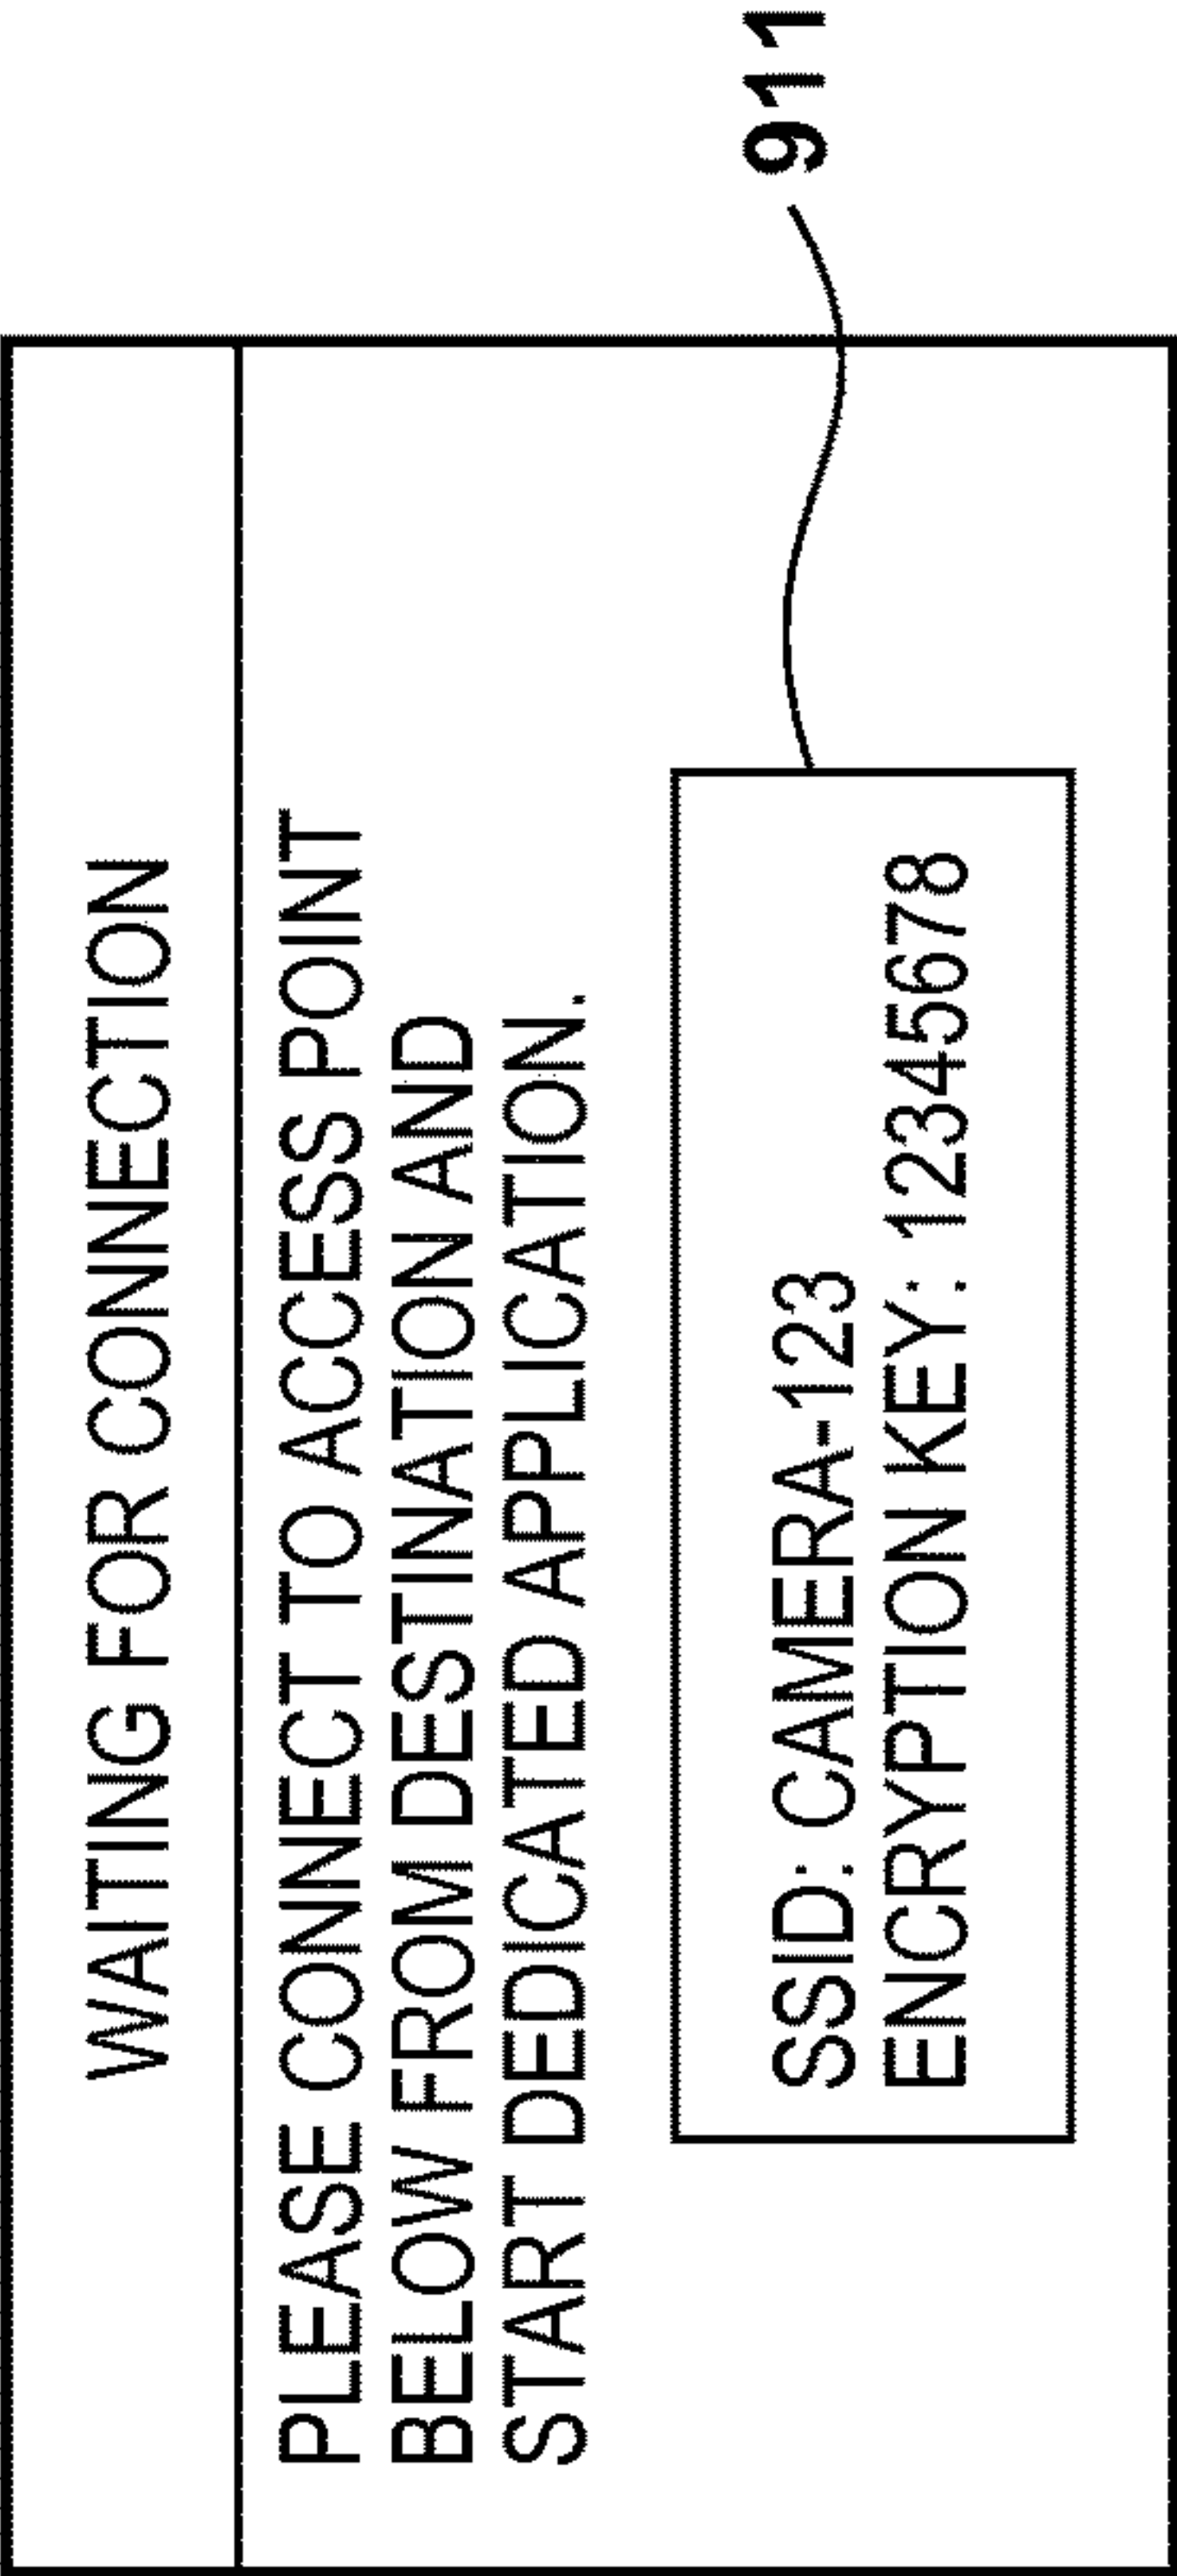 WAITING FOR CONNECTION
PLEASE CONNECT TO ACCESS POINT
BELOW FROM DESTINATION AND
START DEDICATED APPLICATION.
SSID: CAMERA-123
ENCRYPTION KEY: 12345678
911